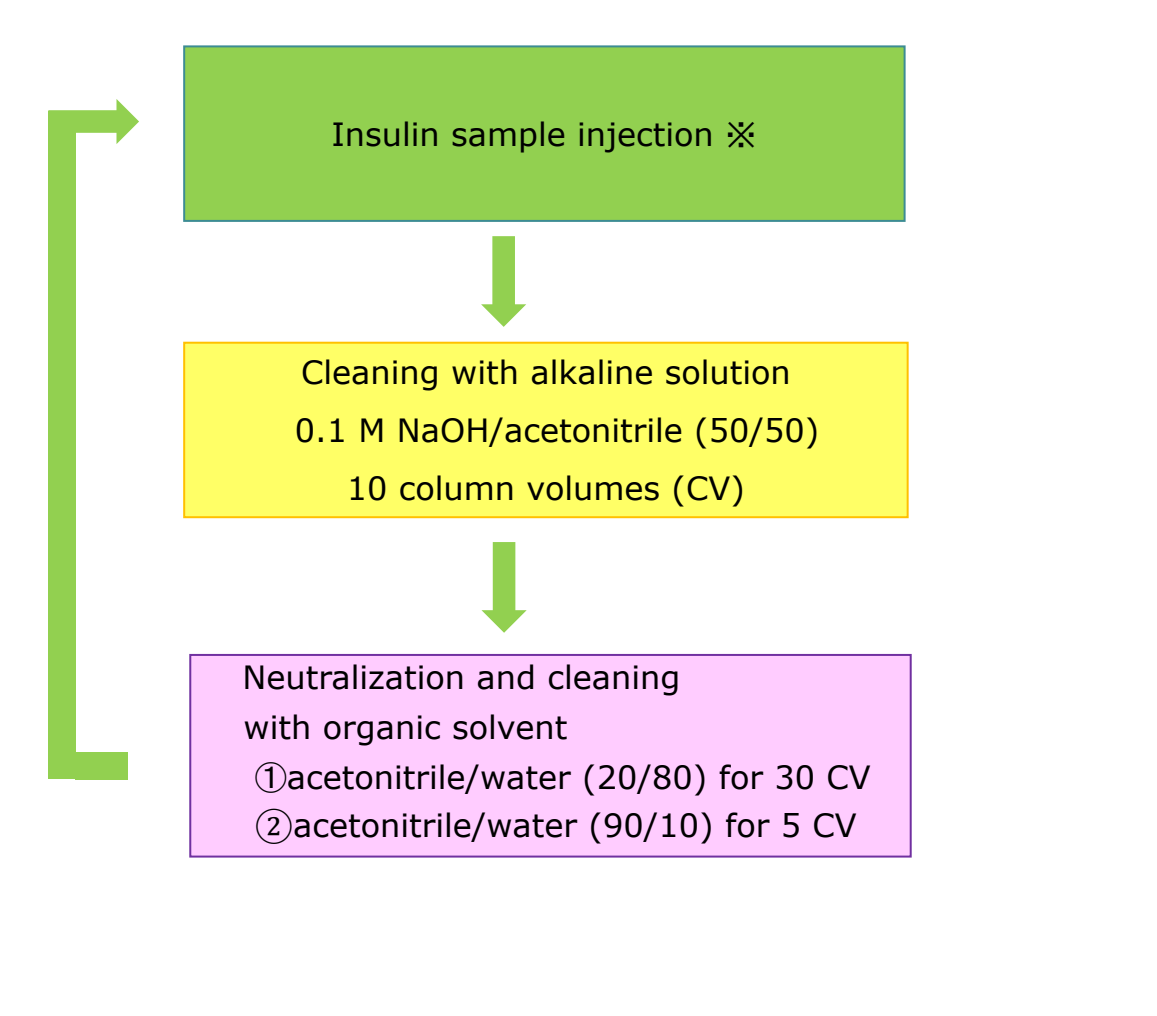 Insulin sample injection ※
Cleaning with alkaline solution
0.1 M NaOH/acetonitrile (50/50)
10 column volumes (CV)
Neutralization and cleaning
with organic solvent
①acetonitrile/water (20/80) for 30 CV
②acetonitrile/water (90/10) for 5 CV